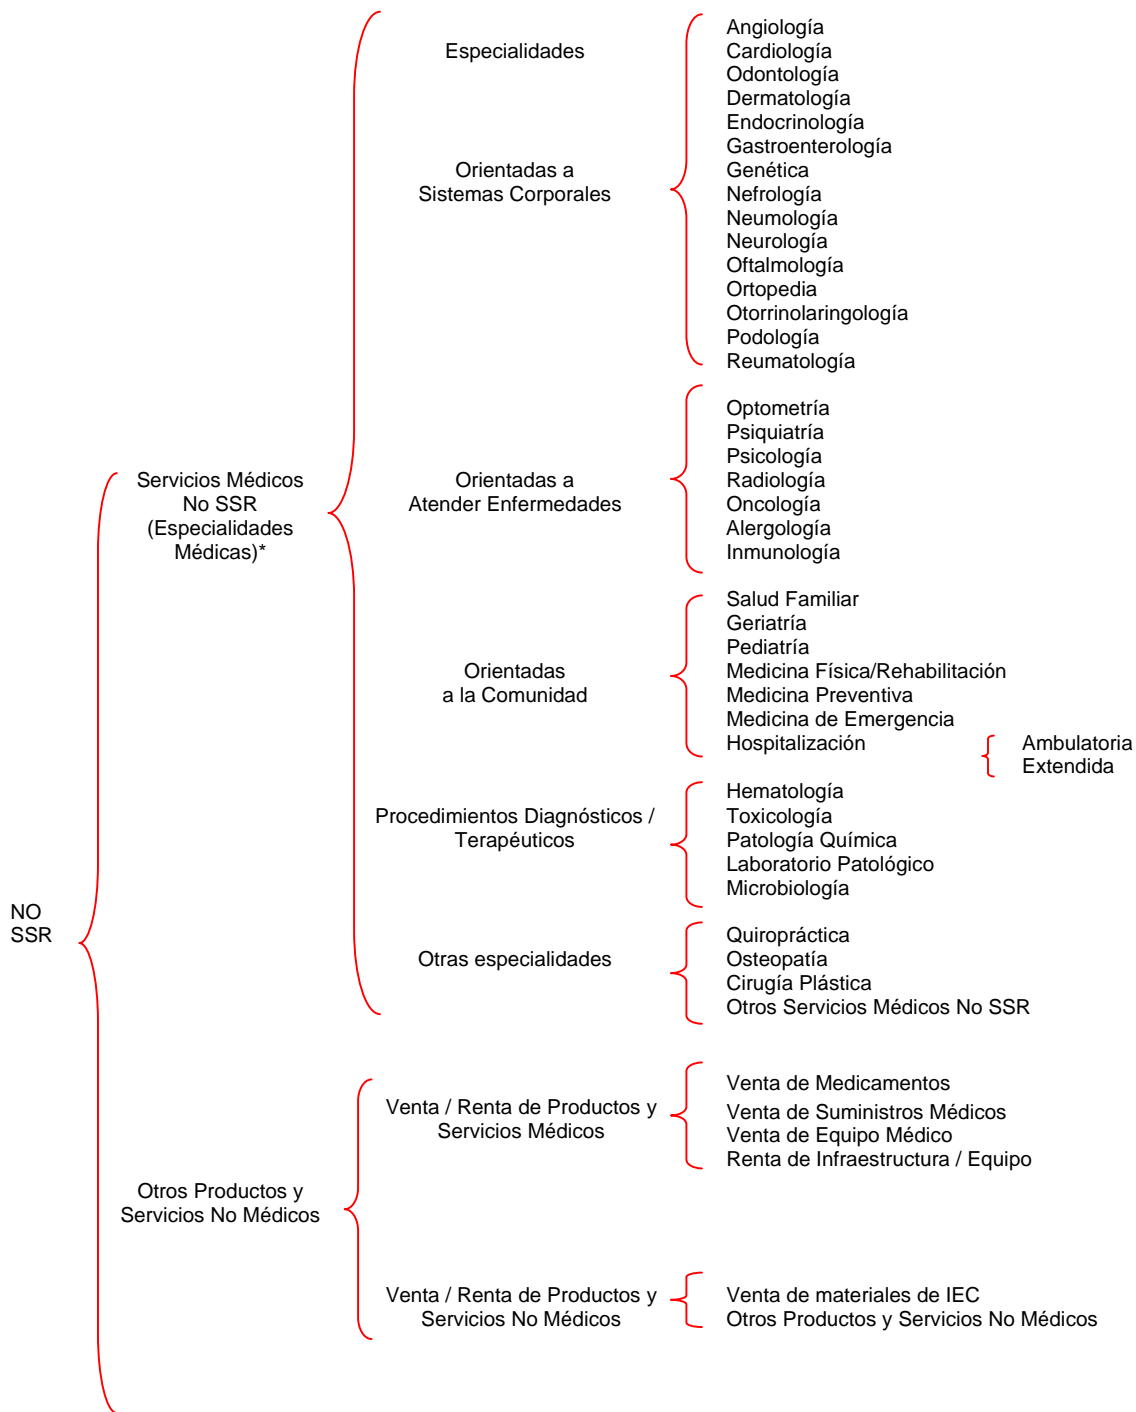 NO
SSR
Servicios Médicos
No SSR
(Especialidades
Médicas)*
Especialidades
Orientadas a
Sistemas Corporales
Angiología
Cardiología
Odontología
Dermatología
Endocrinología
Gastroenterología
Genética
Nefrología
Neumología
Neurología
Oftalmología
Ortopedia
Otorrinolaringología
Podología
Reumatología
Orientadas a
Atender Enfermedades
Optometría
Psiquiatría
Psicología
Radiología
Oncología
Alergología
Inmunología
Orientadas
a la Comunidad
Salud Familiar
Geriatría
Pediatría
Medicina Física/Rehabilitación
Medicina Preventiva
Medicina de Emergencia
Hospitalización
Ambulatoria
Extendida
Procedimientos Diagnósticos /
Terapéuticos
Hematología
Toxicología
Patología Química
Laboratorio Patológico
Microbiología
Otras especialidades
Quiropráctica
Osteopatía
Cirugía Plástica
Otros Servicios Médicos No SSR
Otros Productos y
Servicios No Médicos
Venta / Renta de Productos y
Servicios Médicos
Venta de Medicamentos
Venta de Suministros Médicos
Venta de Equipo Médico
Renta de Infraestructura / Equipo
Venta / Renta de Productos y
Servicios No Médicos
Venta de materiales de IEC
Otros Productos y Servicios No Médicos